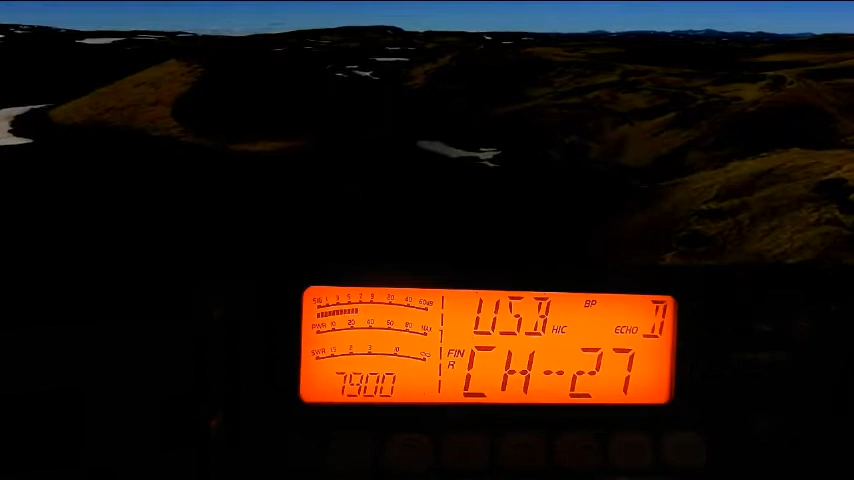 SIG 1 3 5 7 9 20 40 60dB
PWR 10 20 40 60 80 MAX
SWR 1.5 2 3 10 ∞
7900
USB HIC BP ECHO D
FIN R CH-27